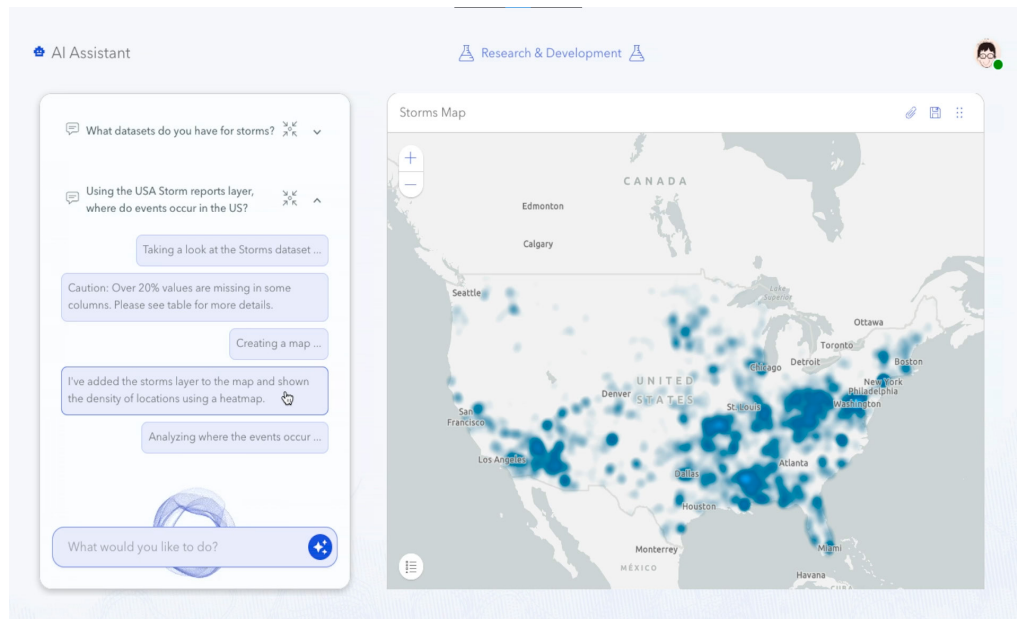 AI Assistant
Research & Development
What datasets do you have for storms?
Using the USA Storm reports layer,
where do events occur in the US?
Taking a look at the Storms dataset ...
Caution: Over 20% values are missing in some
columns. Please see table for more details.
Creating a map ...
I've added the storms layer to the map and shown
the density of locations using a heatmap.
Analyzing where the events occur ...
What would you like to do?
Storms Map
CANADA
Edmonton
Calgary
Seattle
Lake
Superior
Ottawa
Toronto
Detroit
Boston
Chicago
New York
Philadelphia
Washington
UNITED
STATES
Denver
St. Louis
San
Francisco
Los Angeles
Atlanta
Dallas
Houston
Monterrey
Miami
MÉXICO
Havana
CUBA